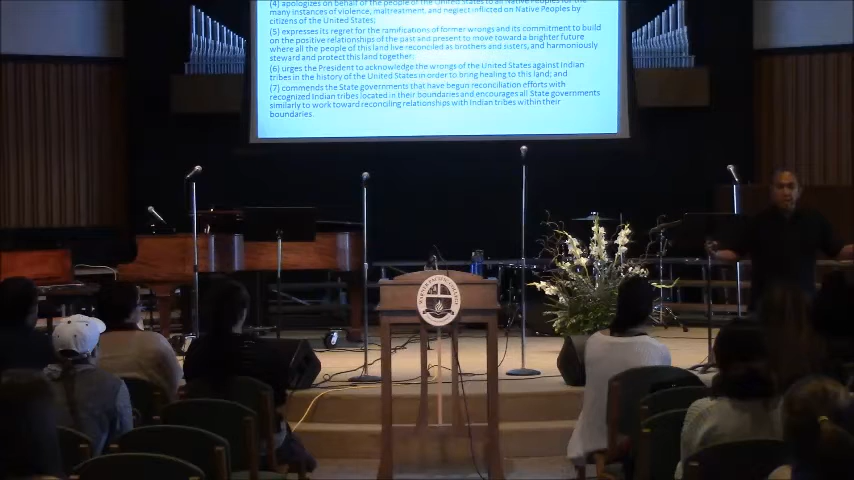 (4) apologizes on behalf of the people of the United States to all Native Peoples for the
many instances of violence, maltreatment, and neglect inflicted on Native Peoples by
citizens of the United States;
(5) expresses its regret for the ramifications of former wrongs and its commitment to build
on the positive relationships of the past and present to move toward a brighter future
where all the people of this land live reconciled as brothers and sisters, and harmoniously
steward and protect this land together;
(6) urges the President to acknowledge the wrongs of the United States against Indian
tribes in the history of the United States in order to bring healing to this land; and
(7) commends the State governments that have begun reconciliation efforts with
recognized Indian tribes located in their boundaries and encourages all State governments
similarly to work toward reconciling relationships with Indian tribes within their
boundaries.